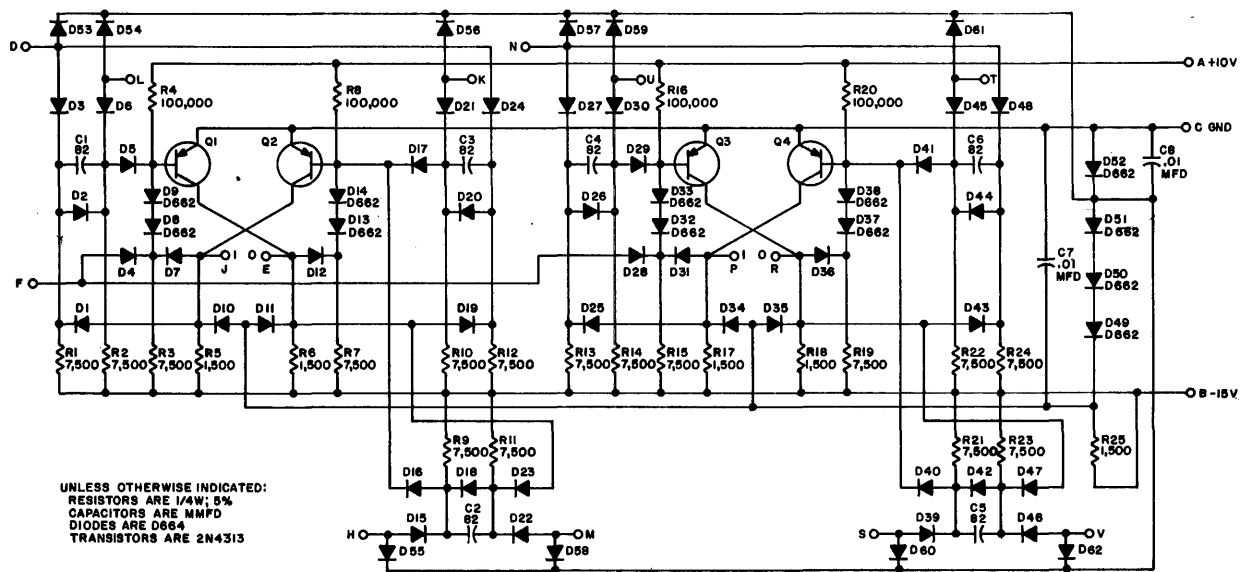 D53 D54 D56 D57 D59 D61
D N
L K U T
A +10V
R4 100,000
R8 100,000
R16 100,000
R20 100,000
D3 D6 D21 D24 D27 D30 D45 D48
C GND
C1 82
D5
Q1
Q2
D17
C3 82
C4 82
D29
Q3
Q4
D41
C6 82
D52 D662
C8 .01 MFD
D2
D9 D662
D8 D662
D14 D662
D13 D662
D20
D26
D33 D662
D32 D662
D38 D662
D37 D662
D44
D51 D662
D4 D7
1 J
0 E
D12
D28 D31
1 P
0 R
D36
C7 .01 MFD
D50 D662
F
D1 D10 D11 D19 D25 D34 D35 D43
D49 D662
R1 7,500
R2 7,500
R3 7,500
R5 1,500
R6 1,500
R7 7,500
R10 7,500
R12 7,500
R13 7,500
R14 7,500
R15 7,500
R17 1,500
R18 1,500
R19 7,500
R22 7,500
R24 7,500
B -15V
R9 7,500
R11 7,500
R21 7,500
R23 7,500
R25 1,500
D16 D18 D23 D40 D42 D47
UNLESS OTHERWISE INDICATED:
RESISTORS ARE 1/4W; 5%
CAPACITORS ARE MMFD
DIODES ARE D664
TRANSISTORS ARE 2N4313
H D15
C2 82
D22 M
S D39
C5 82
D46 V
D55 D58 D60 D62